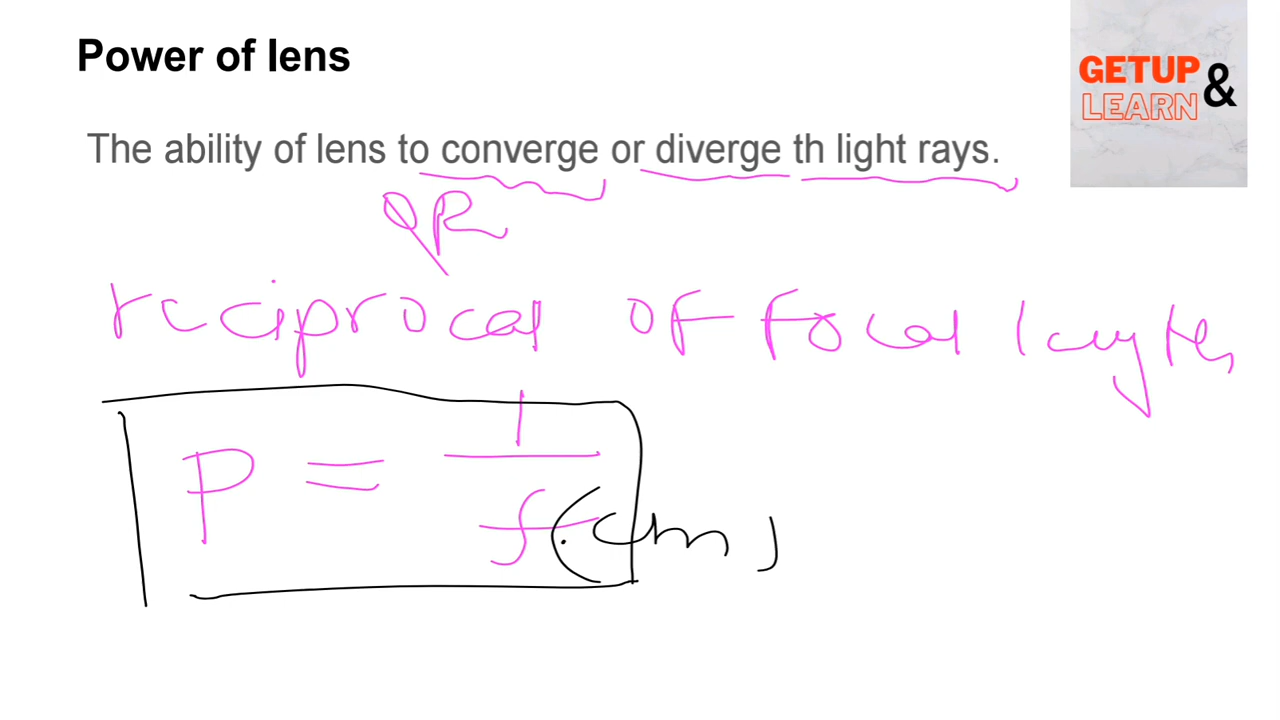 Power of lens
GETUP &
LEARN
The ability of lens to converge or diverge th light rays.
OR
reciprocal of focal length
P = 1
f (cm)